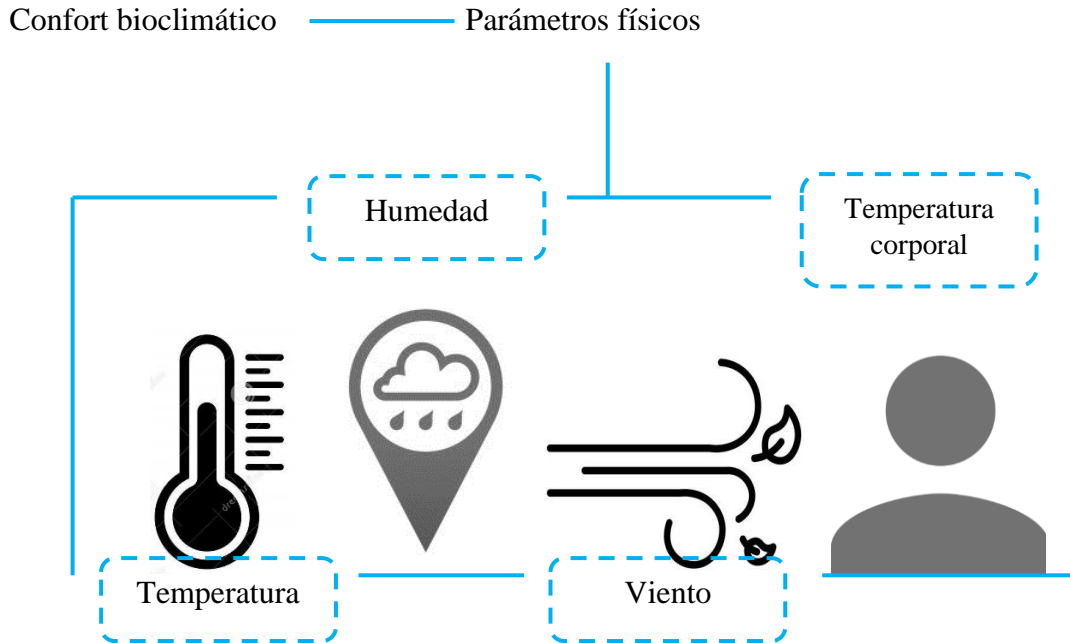 Confort bioclimático
Parámetros físicos
Humedad
Temperatura
corporal
Temperatura
Viento